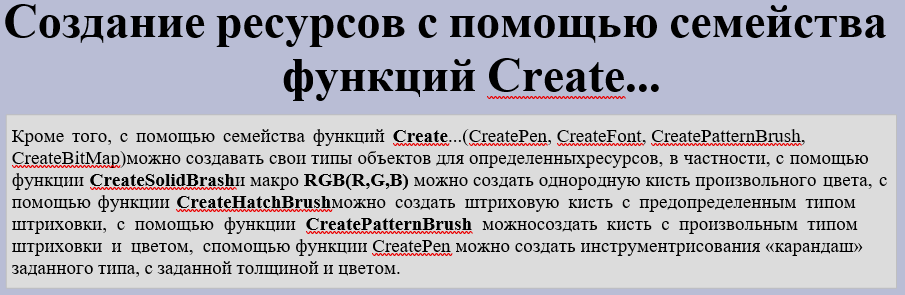 Создание ресурсов с помощью семейства
функций Create...
Кроме того, с помощью семейства функций Create...(CreatePen, CreateFont, CreatePatternBrush,
CreateBitMap)можно создавать свои типы объектов для определенныхресурсов, в частности, с помощью
функции CreateSolidBrashи макро RGB(R,G,B) можно создать однородную кисть произвольного цвета, с
помощью функции CreateHatchBrushможно создать штриховую кисть с предопределенным типом
штриховки, с помощью функции CreatePatternBrush можносоздать кисть с произвольным типом
штриховки и цветом, спомощью функции CreatePen можно создать инструментрисования «карандаш»
заданного типа, с заданной толщиной и цветом.